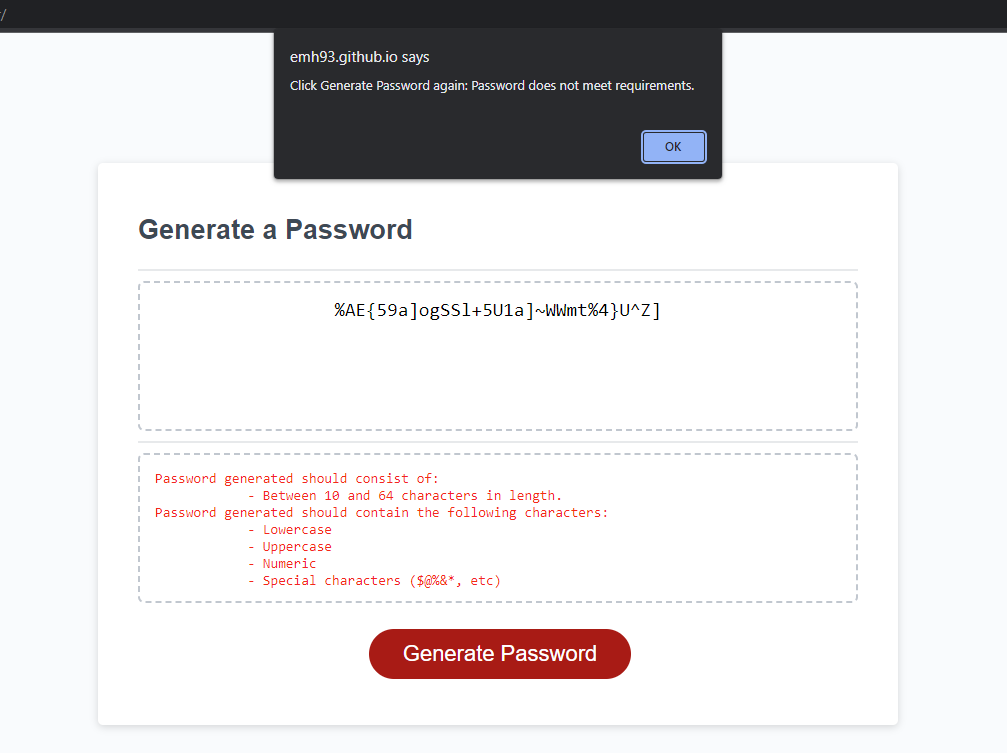 /
emh93.github.io says
Click Generate Password again: Password does not meet requirements.
OK
Generate a Password
%AE{59a]ogSSl+5U1a]~WWmt%4}U^Z]
Password generated should consist of:
- Between 10 and 64 characters in length.
Password generated should contain the following characters:
- Lowercase
- Uppercase
- Numeric
- Special characters ($@%&*, etc)
Generate Password